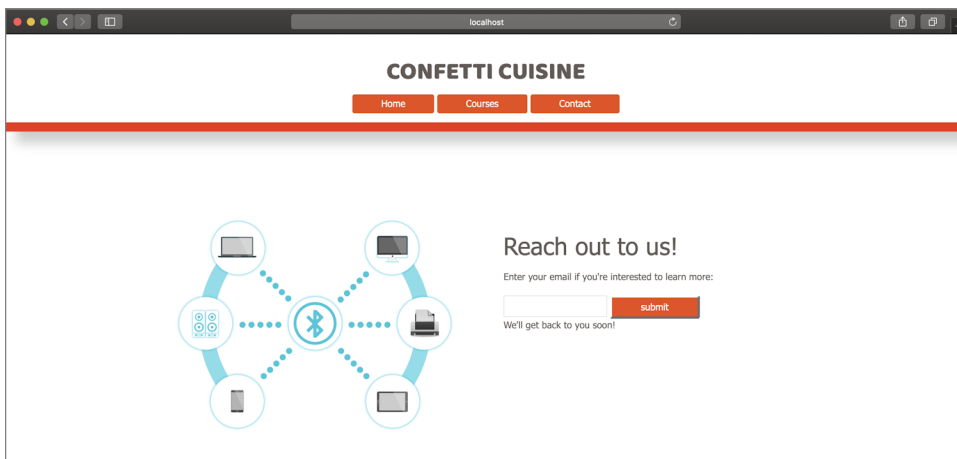 localhost
CONFETTI CUISINE
Home Courses Contact
Reach out to us!
Enter your email if you're interested to learn more:
submit
We'll get back to you soon!